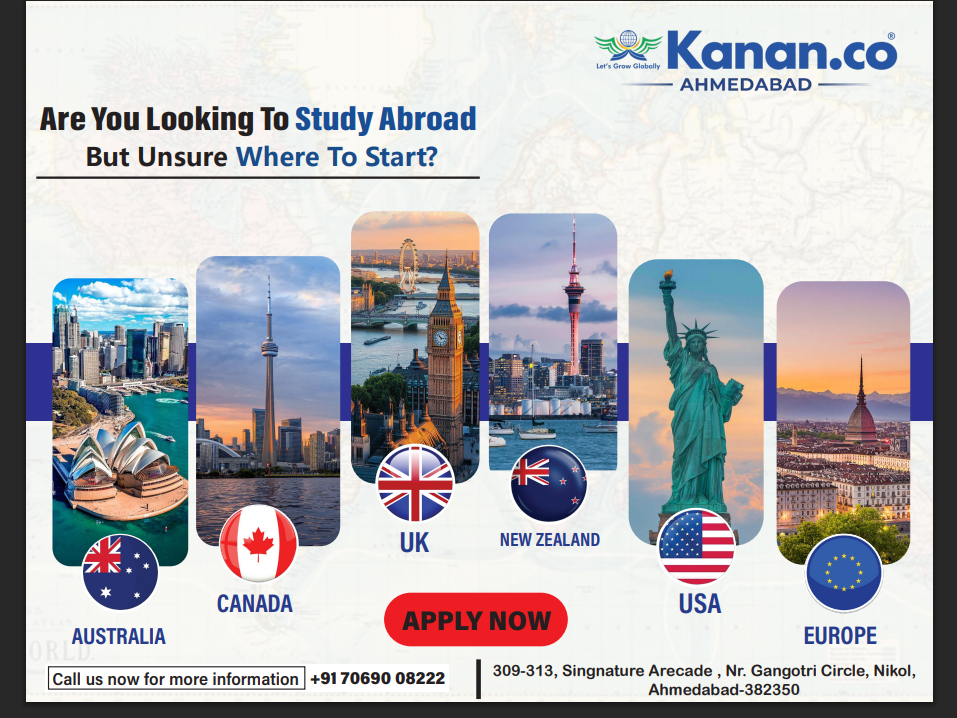 Let's Grow Globally
Kanan.co®
AHMEDABAD
Are You Looking To Study Abroad
But Unsure Where To Start?
AUSTRALIA
CANADA
UK
NEW ZEALAND
USA
EUROPE
APPLY NOW
Call us now for more information +91 70690 08222
309-313, Singnature Arecade , Nr. Gangotri Circle, Nikol,
Ahmedabad-382350